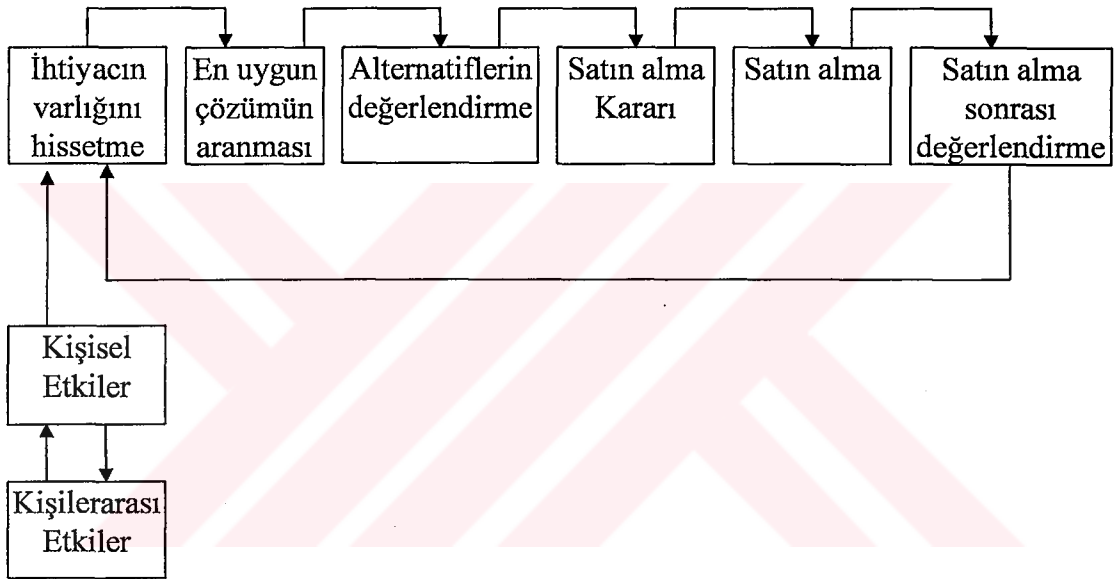 İhtiyacın
varlığını
hissetme
En uygun
çözümün
aranması
Alternatiflerin
değerlendirme
Satın alma
Kararı
Satın alma
Satın alma
sonrası
değerlendirme
Kişisel
Etkiler
Kişilerarası
Etkiler